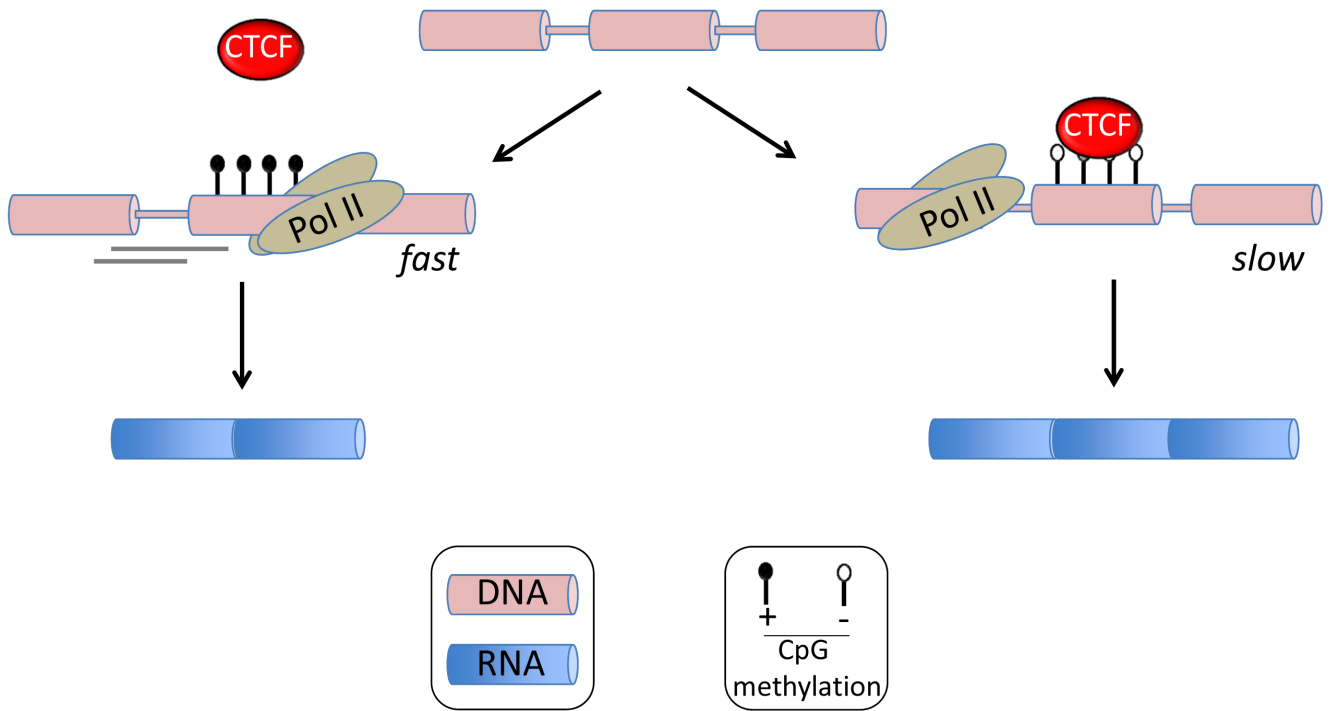 CTCF
CTCF
Pol II
fast
Pol II
slow
DNA
RNA
+ -
CpG
methylation